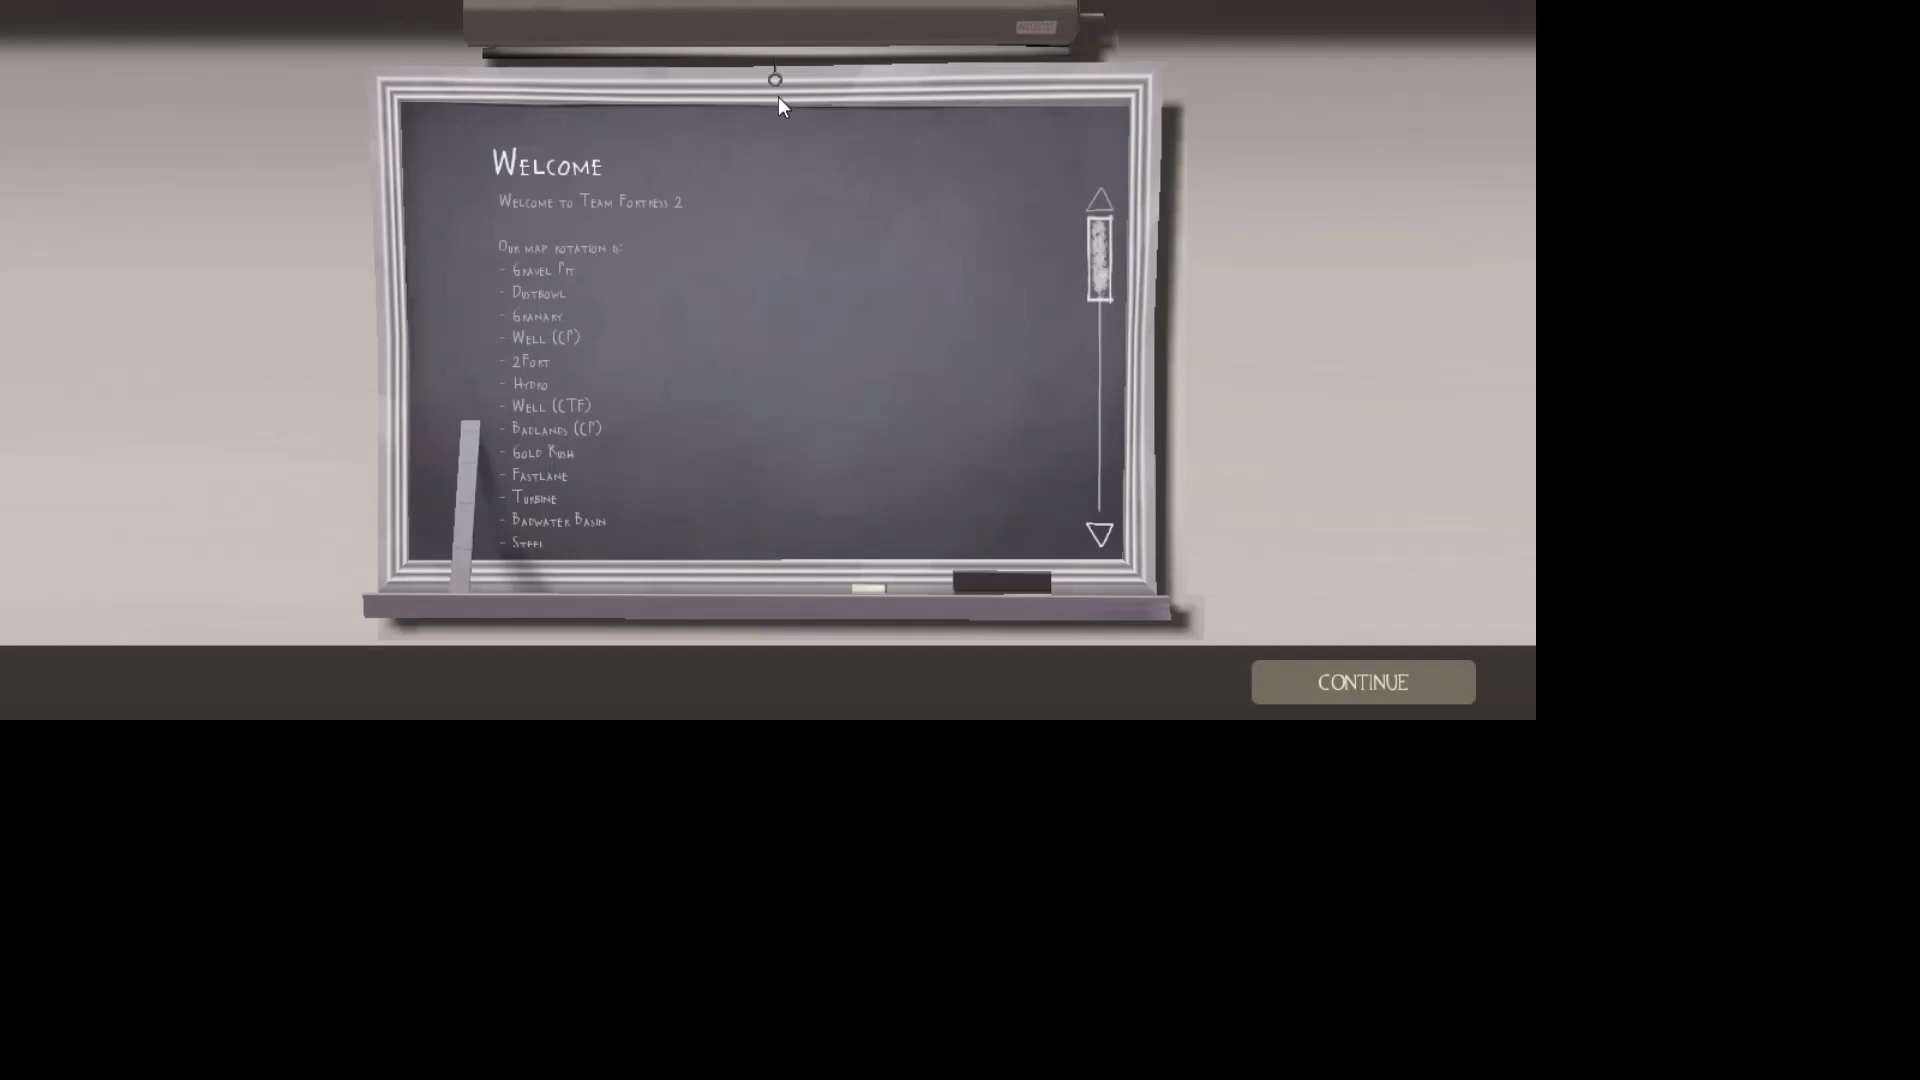 Welcome
Welcome to Team Fortress 2
Our map rotation is:
- Gravel Pit
- Dustbowl
- Granary
- Well (CP)
- 2Fort
- Hydro
- Well (CTF)
- Badlands (CP)
- Gold Rush
- Fastlane
- Turbine
- Badwater Basin
- Steel
CONTINUE